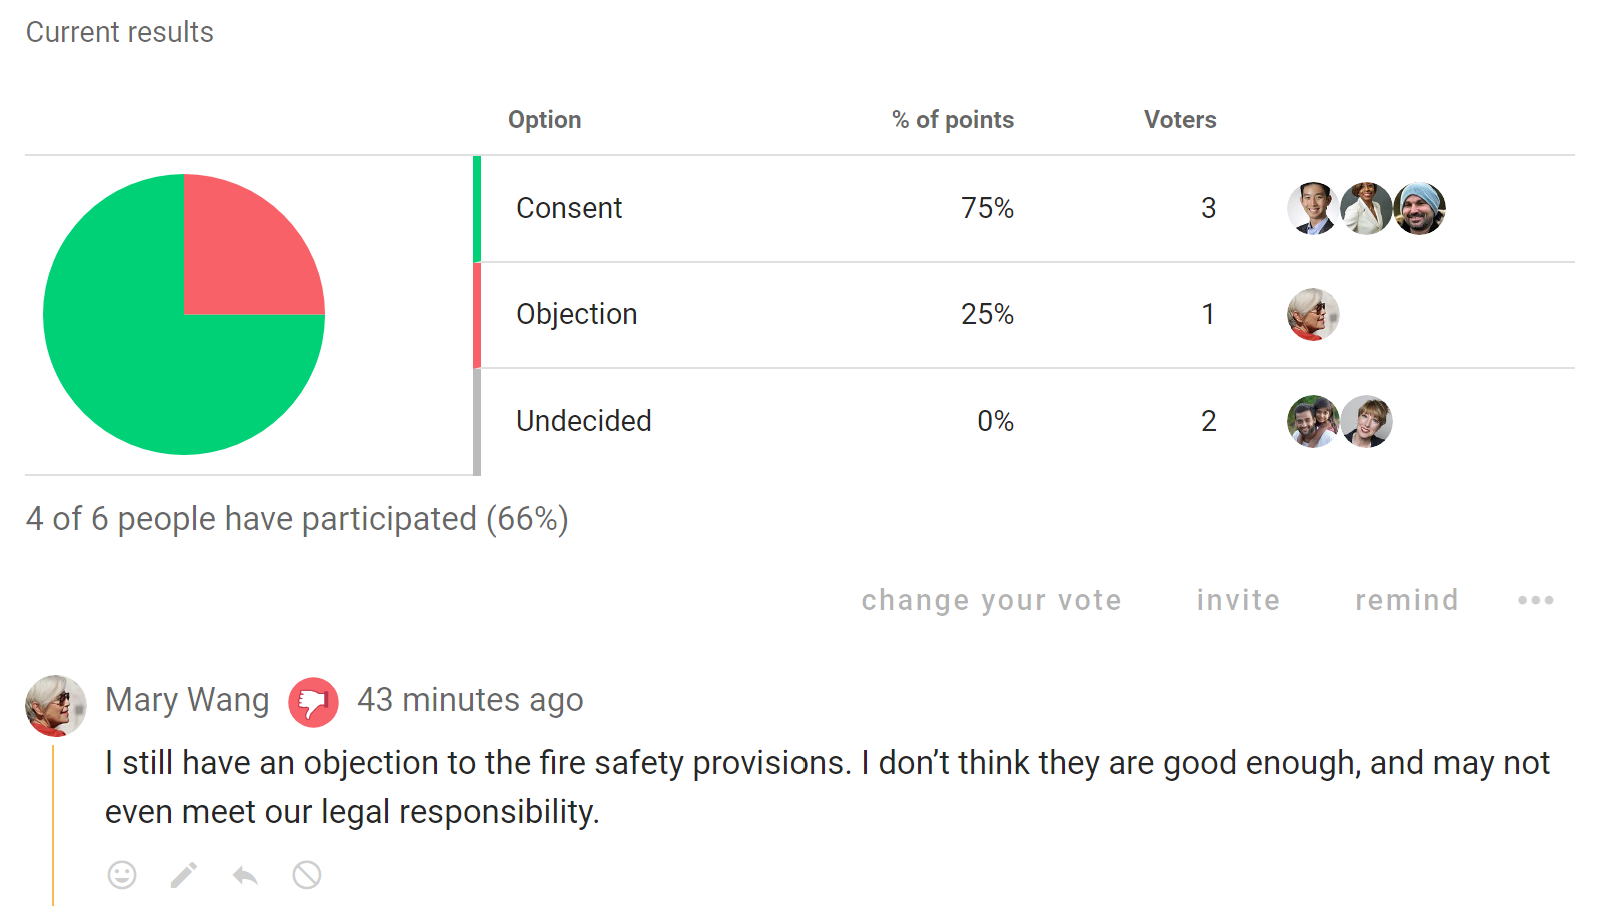 Current results
Option % of points Voters
Consent 75% 3
Objection 25% 1
Undecided 0% 2
4 of 6 people have participated (66%)
change your vote invite remind
Mary Wang 43 minutes ago
I still have an objection to the fire safety provisions. I don’t think they are good enough, and may not
even meet our legal responsibility.